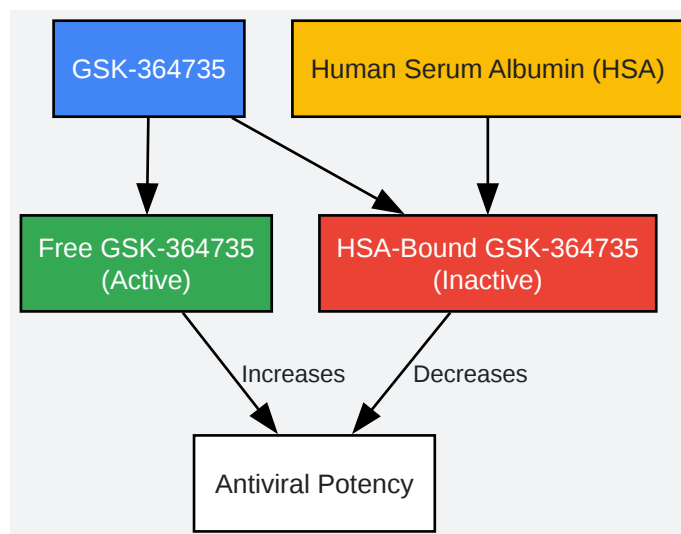 GSK-364735
Human Serum Albumin (HSA)
Free GSK-364735
(Active)
HSA-Bound GSK-364735
(Inactive)
Increases
Decreases
Antiviral Potency